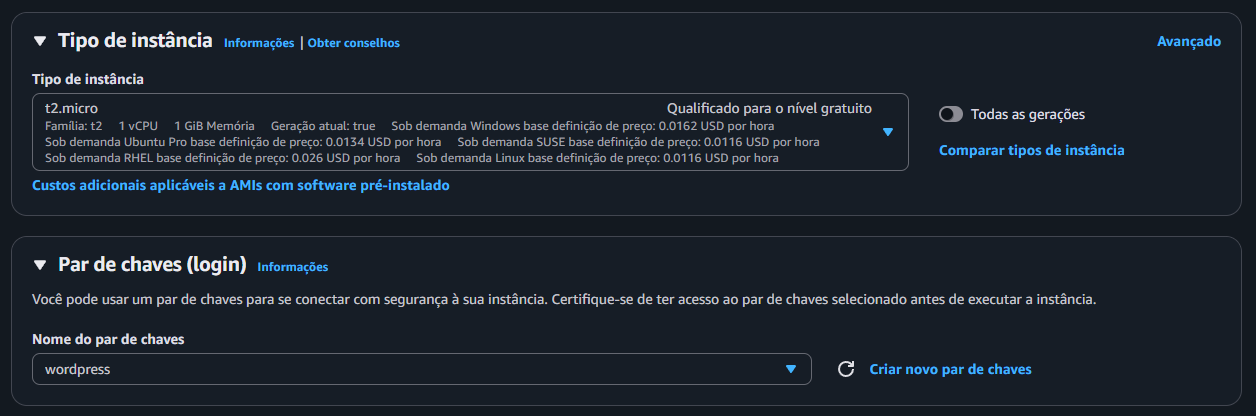 Tipo de instância Informações | Obter conselhos Avançado
Tipo de instância
t2.micro Qualificado para o nível gratuito
Família: t2 1 vCPU 1 GiB Memória Geração atual: true Sob demanda Windows base definição de preço: 0.0162 USD por hora
Sob demanda Ubuntu Pro base definição de preço: 0.0134 USD por hora Sob demanda SUSE base definição de preço: 0.0116 USD por hora
Sob demanda RHEL base definição de preço: 0.026 USD por hora Sob demanda Linux base definição de preço: 0.0116 USD por hora
Todas as gerações
Comparar tipos de instância
Custos adicionais aplicáveis a AMIs com software pré-instalado
Par de chaves (login) Informações
Você pode usar um par de chaves para se conectar com segurança à sua instância. Certifique-se de ter acesso ao par de chaves selecionado antes de executar a instância.
Nome do par de chaves
wordpress Criar novo par de chaves